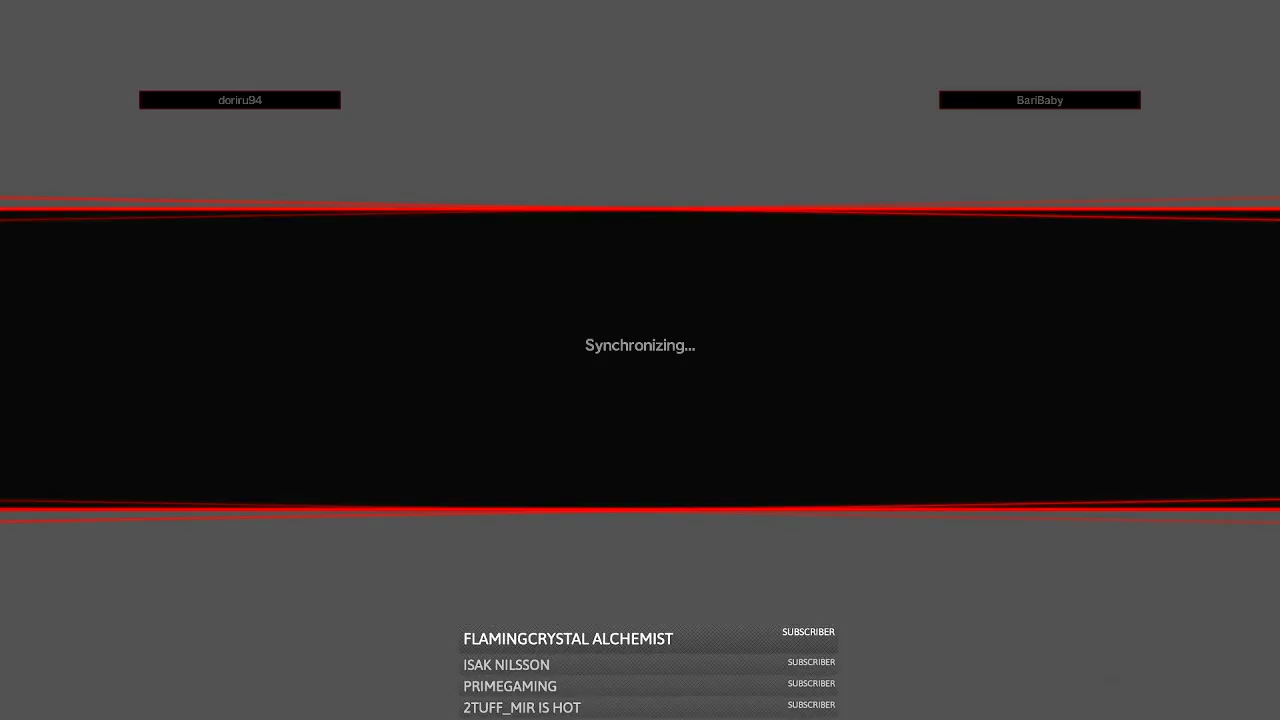 doriru94
BariBaby
Synchronizing...
FLAMINGCRYSTAL ALCHEMIST SUBSCRIBER
ISAK NILSSON SUBSCRIBER
PRIMEGAMING SUBSCRIBER
2TUFF_MIR IS HOT SUBSCRIBER